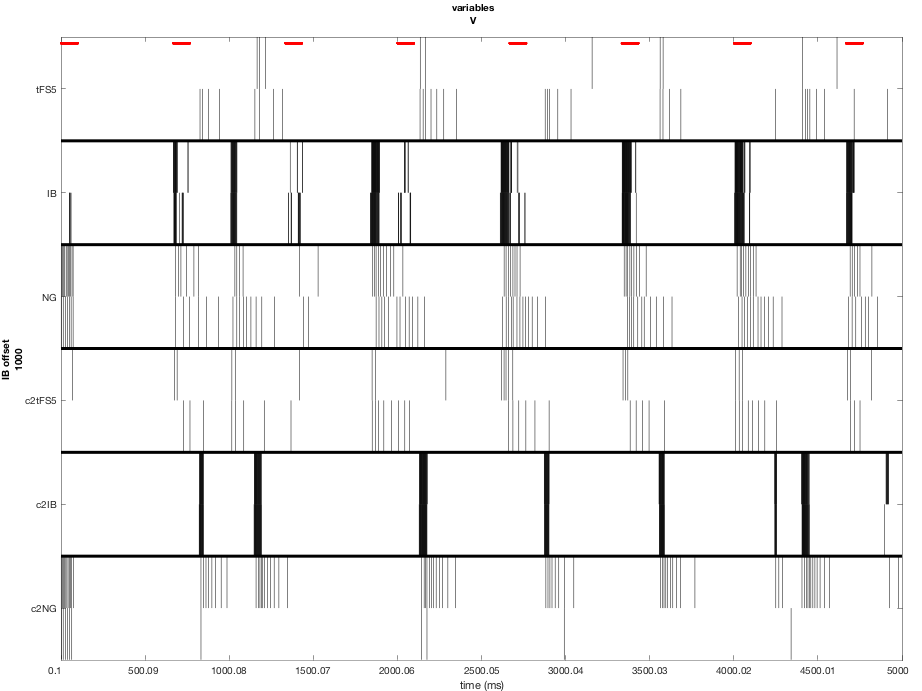 variables
V
tFS5
IB
NG
c2tFS5
c2IB
c2NG
IB offset
1000
0.1 500.09 1000.08 1500.07 2000.06 2500.05 3000.04 3500.03 4000.02 4500.01 5000
time (ms)